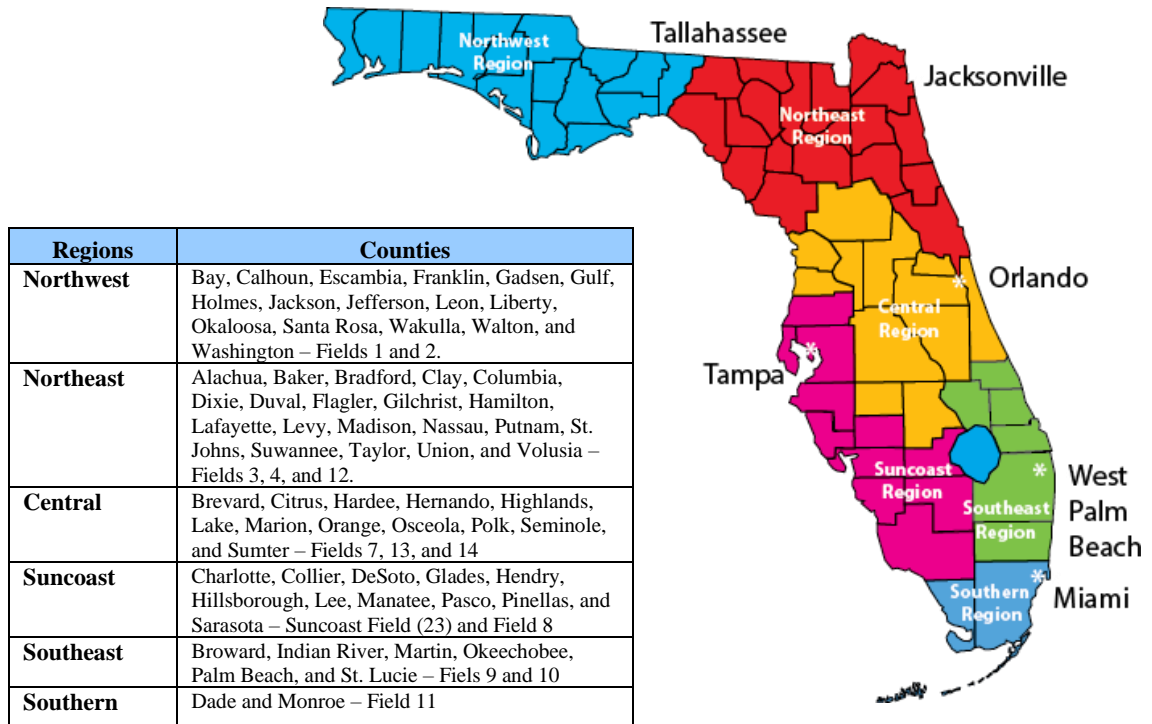 Tallahassee
Northwest
Region
Jacksonville
Northeast
Region
Orlando
*
Central
Region
*
Tampa
Suncoast
Region
*
West
Palm
Beach
Southeast
Region
*
Miami
Southern
Region
Regions Counties
Northwest Bay, Calhoun, Escambia, Franklin, Gadsen, Gulf,
Holmes, Jackson, Jefferson, Leon, Liberty,
Okaloosa, Santa Rosa, Wakulla, Walton, and
Washington – Fields 1 and 2.
Northeast Alachua, Baker, Bradford, Clay, Columbia,
Dixie, Duval, Flagler, Gilchrist, Hamilton,
Lafayette, Levy, Madison, Nassau, Putnam, St.
Johns, Suwannee, Taylor, Union, and Volusia –
Fields 3, 4, and 12.
Central Brevard, Citrus, Hardee, Hernando, Highlands,
Lake, Marion, Orange, Osceola, Polk, Seminole,
and Sumter – Fields 7, 13, and 14
Suncoast Charlotte, Collier, DeSoto, Glades, Hendry,
Hillsborough, Lee, Manatee, Pasco, Pinellas, and
Sarasota – Suncoast Field (23) and Field 8
Southeast Broward, Indian River, Martin, Okeechobee,
Palm Beach, and St. Lucie – Fiels 9 and 10
Southern Dade and Monroe – Field 11